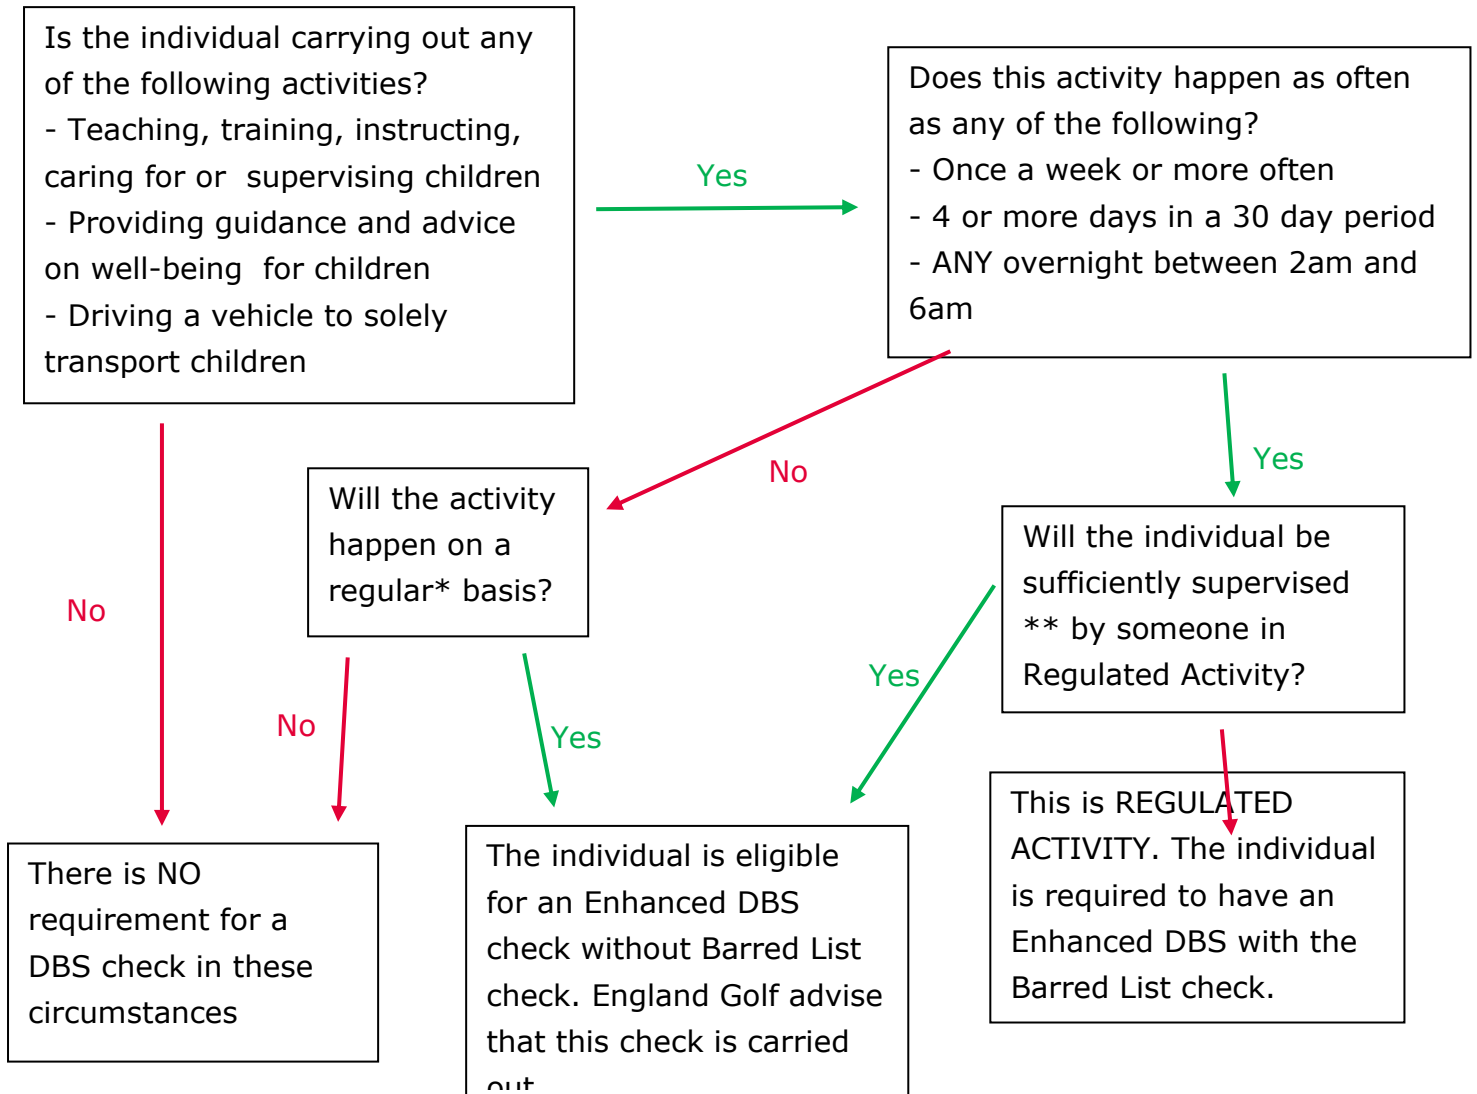 Is the individual carrying out any
of the following activities?
- Teaching, training, instructing,
caring for or  supervising children
- Providing guidance and advice
on well-being  for children
- Driving a vehicle to solely
transport children
Yes
Does this activity happen as often
as any of the following?
- Once a week or more often
- 4 or more days in a 30 day period
- ANY overnight between 2am and
6am
No
Yes
Will the activity
happen on a
regular* basis?
No
Will the individual be
sufficiently supervised
** by someone in
Regulated Activity?
Yes
No
Yes
There is NO
requirement for a
DBS check in these
circumstances
The individual is eligible
for an Enhanced DBS
check without Barred List
check. England Golf advise
that this check is carried
out
This is REGULATED
ACTIVITY. The individual
is required to have an
Enhanced DBS with the
Barred List check.